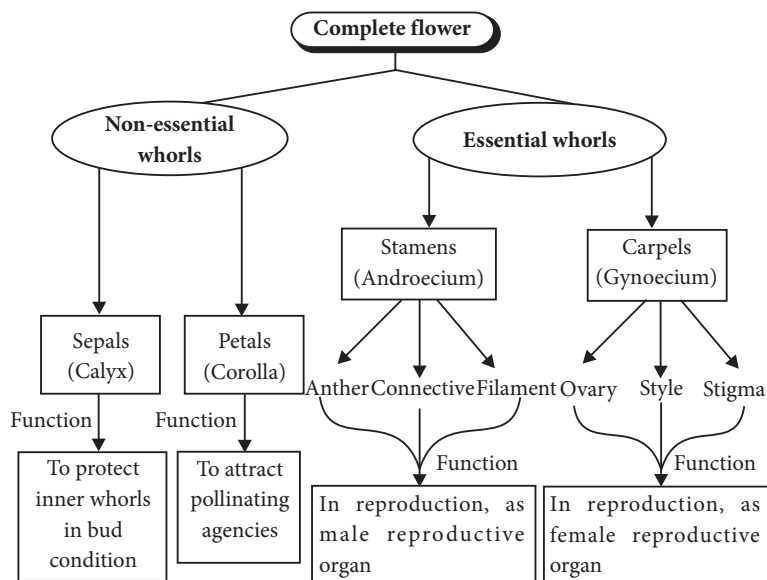 Complete flower
Non-essential
whorls
Essential whorls
Stamens
(Androecium)
Carpels
(Gynoecium)
Sepals
(Calyx)
Petals
(Corolla)
Anther Connective Filament
Ovary Style Stigma
Function
Function
Function
Function
To protect
inner whorls
in bud
condition
To attract
pollinating
agencies
In reproduction, as
male reproductive
organ
In reproduction, as
female reproductive
organ